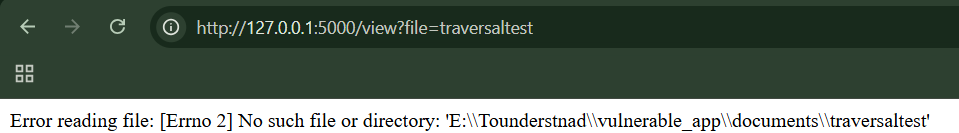 http://127.0.0.1:5000/view?file=traversaltest
Error reading file: [Errno 2] No such file or directory: 'E:\\Tounderstnad\\vulnerable_app\\documents\\traversaltest'